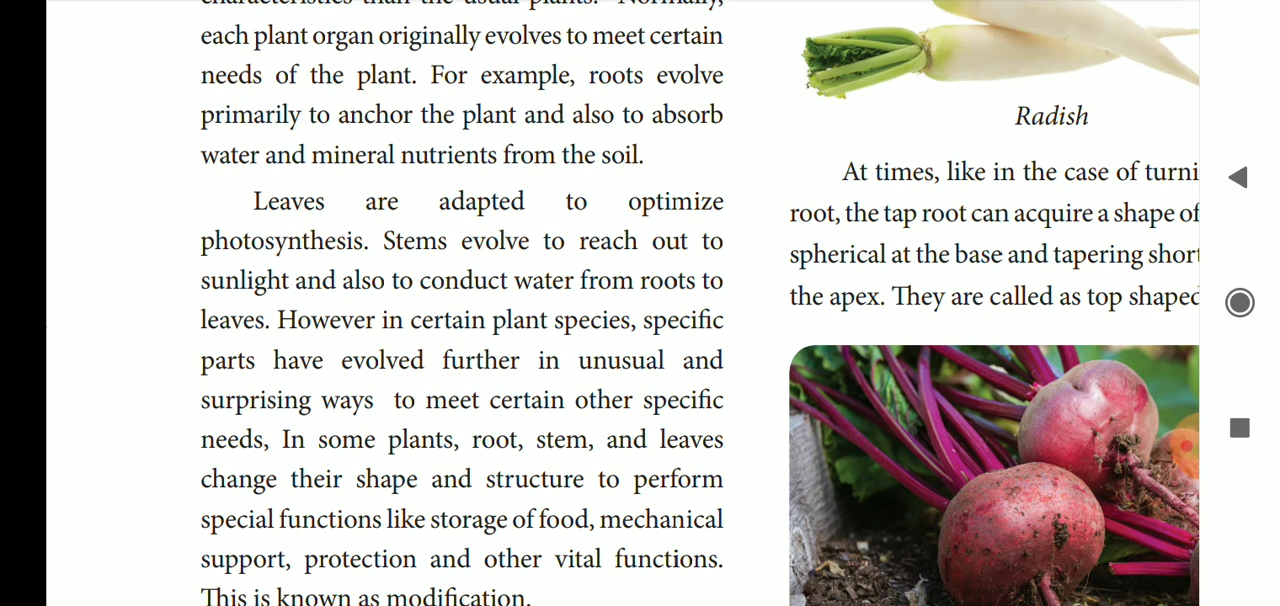 characteristics than the usual plants. Normally,
each plant organ originally evolves to meet certain
needs of the plant. For example, roots evolve
primarily to anchor the plant and also to absorb
water and mineral nutrients from the soil.
Leaves are adapted to optimize
photosynthesis. Stems evolve to reach out to
sunlight and also to conduct water from roots to
leaves. However in certain plant species, specific
parts have evolved further in unusual and
surprising ways to meet certain other specific
needs, In some plants, root, stem, and leaves
change their shape and structure to perform
special functions like storage of food, mechanical
support, protection and other vital functions.
This is known as modification.
Radish
At times, like in the case of turni
root, the tap root can acquire a shape of
spherical at the base and tapering short
the apex. They are called as top shaped